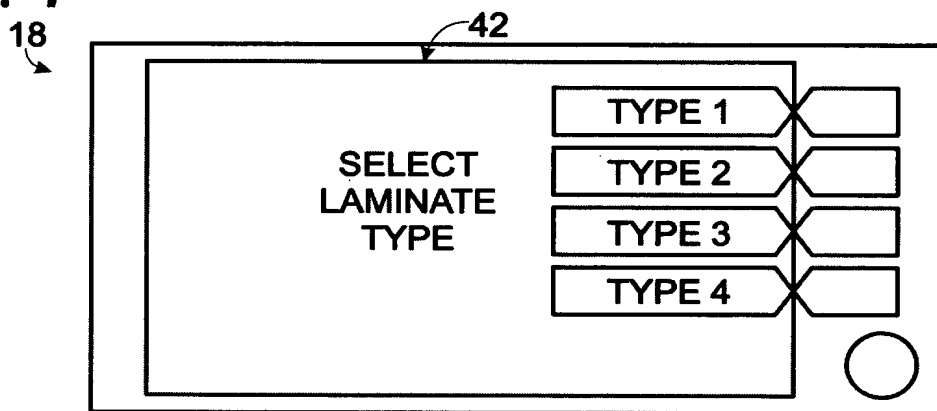 18
42
TYPE 1
SELECT
LAMINATE
TYPE
TYPE 2
TYPE 3
TYPE 4